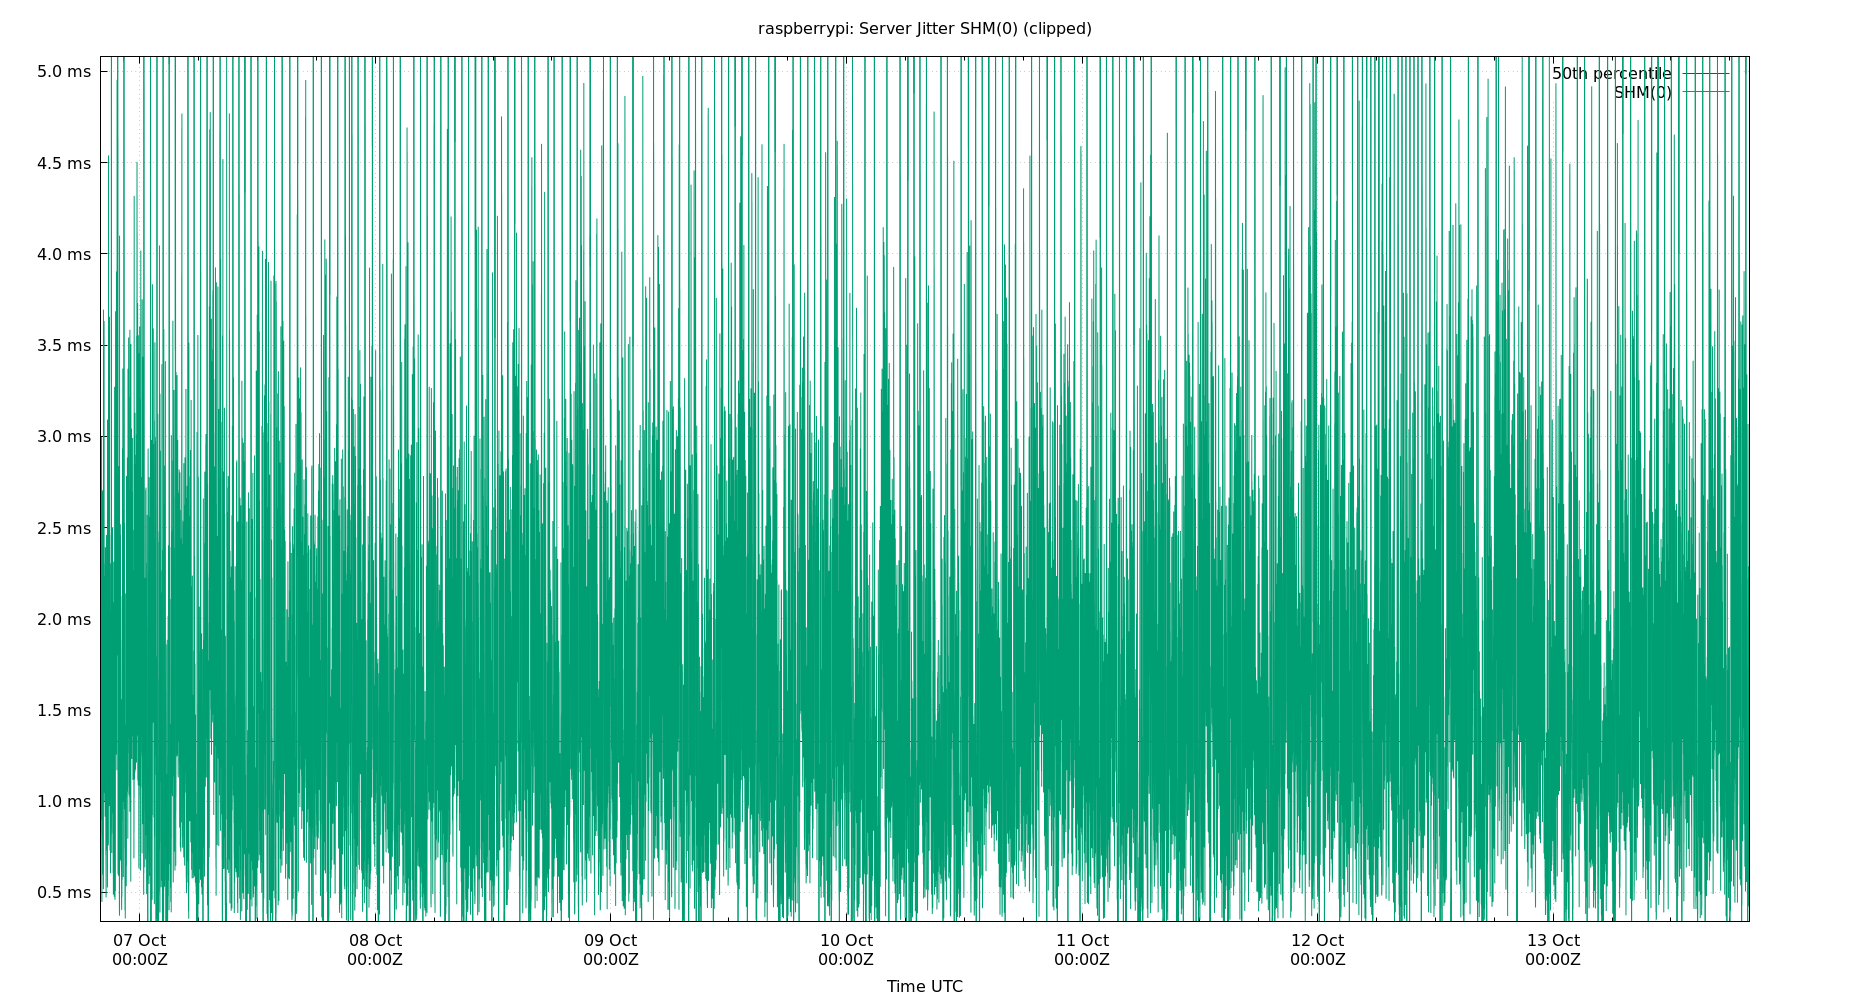 raspberrypi: Server Jitter SHM(0) (clipped)
5.0 ms
4.5 ms
4.0 ms
3.5 ms
3.0 ms
2.5 ms
2.0 ms
1.5 ms
1.0 ms
0.5 ms
50th percentile
SHM(0)
07 Oct
00:00Z
08 Oct
00:00Z
09 Oct
00:00Z
10 Oct
00:00Z
11 Oct
00:00Z
12 Oct
00:00Z
13 Oct
00:00Z
Time UTC